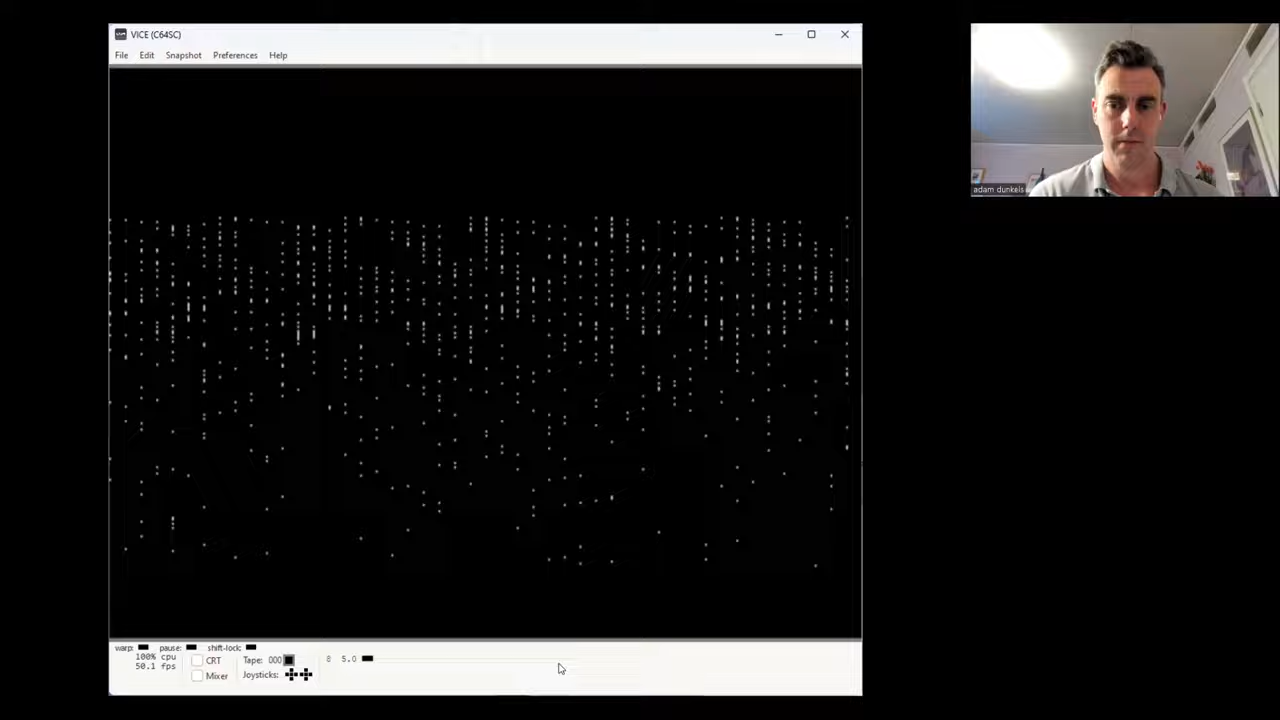 VICE (C64SC)
File Edit Snapshot Preferences Help
adam dunkels
warp: pause: shift-lock:
100% cpu
50.1 fps
CRT
Mixer
Tape: 000
Joysticks:
8 5.0